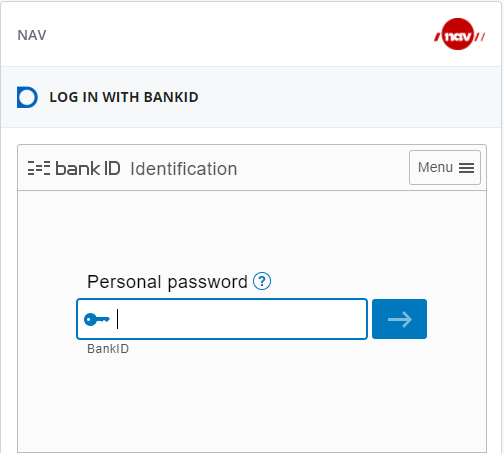 NAV
nav
LOG IN WITH BANKID
bank ID Identification
Menu
Personal password ?
BankID